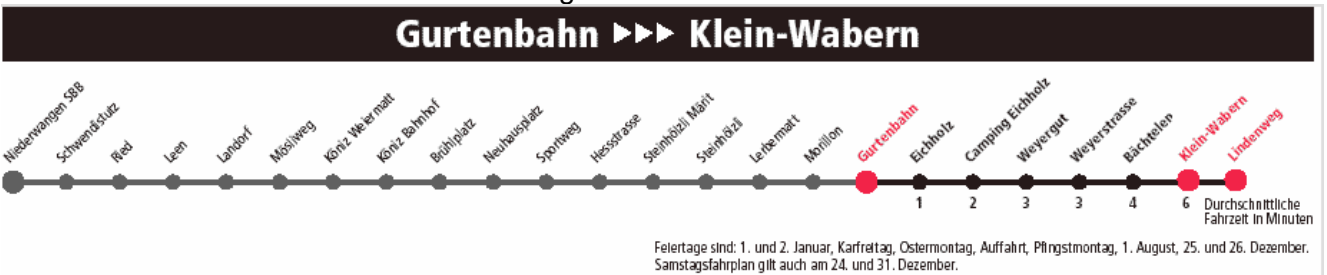 Gurtenbahn ▸▸▸ Klein-Wabern
Niederwangen SBB
Schwendistutz
Ried
Leen
Landorf
Mösliweg
Köniz Weiermatt
Köniz Bahnhof
Brühlplatz
Neuhausplatz
Sportweg
Hessstrasse
Steinhölzli Märit
Steinhölzli
Lerbermatt
Morillon
Gurtenbahn
Eichholz
Camping Eichholz
Weyergut
Weyerstrasse
Bächtelen
Klein-Wabern
Lindenweg
1 2 3 3 4 6 Durchschnittliche
Fahrzeit in Minuten
Feiertage sind: 1. und 2. Januar, Karfreitag, Ostermontag, Auffahrt, Pfingstmontag, 1. August, 25. und 26. Dezember.
Samstagsfahrplan gilt auch am 24. und 31. Dezember.